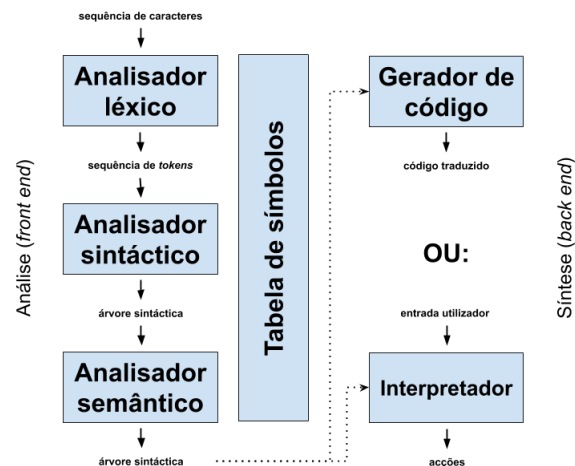 sequência de caracteres
Analisador
léxico
sequência de tokens
Analisador
sintáctico
árvore sintáctica
Analisador
semântico
árvore sintáctica
Análise (front end)
Tabela de símbolos
Gerador de
código
código traduzido
OU:
entrada utilizador
Interpretador
acções
Síntese (back end)